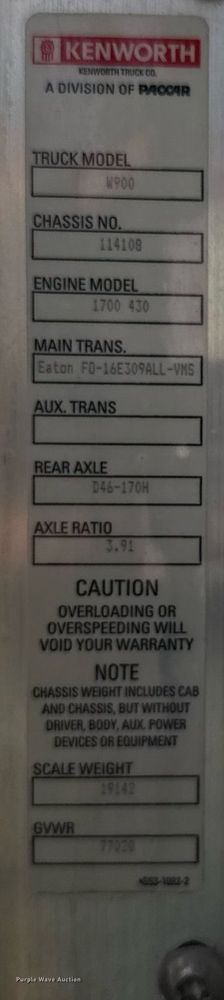 KENWORTH
KENWORTH TRUCK CO.
A DIVISION OF PACCAR
TRUCK MODEL
W900
CHASSIS NO.
114108
ENGINE MODEL
1700 430
MAIN TRANS.
Eaton FO-16E309ALL-VMS
AUX. TRANS
REAR AXLE
D46-170H
AXLE RATIO
3.91
CAUTION
OVERLOADING OR
OVERSPEEDING WILL
VOID YOUR WARRANTY
NOTE
CHASSIS WEIGHT INCLUDES CAB
AND CHASSIS, BUT WITHOUT
DRIVER, BODY, AUX. POWER
DEVICES OR EQUIPMENT
SCALE WEIGHT
19142
GVWR
77020
Purple Wave Auction